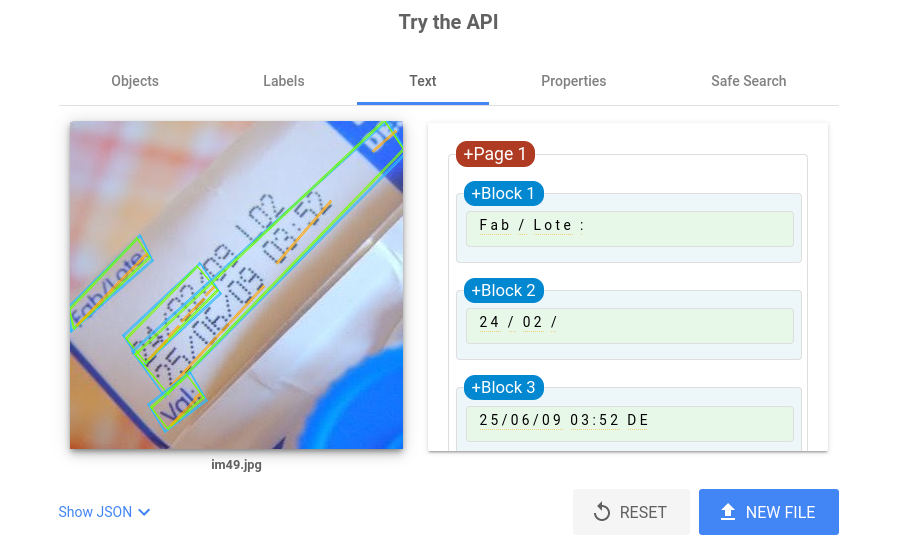 Try the API
Objects Labels Text Properties Safe Search
Fab/Lote:
24/02/09 L02
25/06/09 03:52
Val:
im49.jpg
+Page 1
+Block 1
Fab / Lote :
+Block 2
24 / 02 /
+Block 3
25/06/09 03:52 DE
Show JSON
RESET
NEW FILE